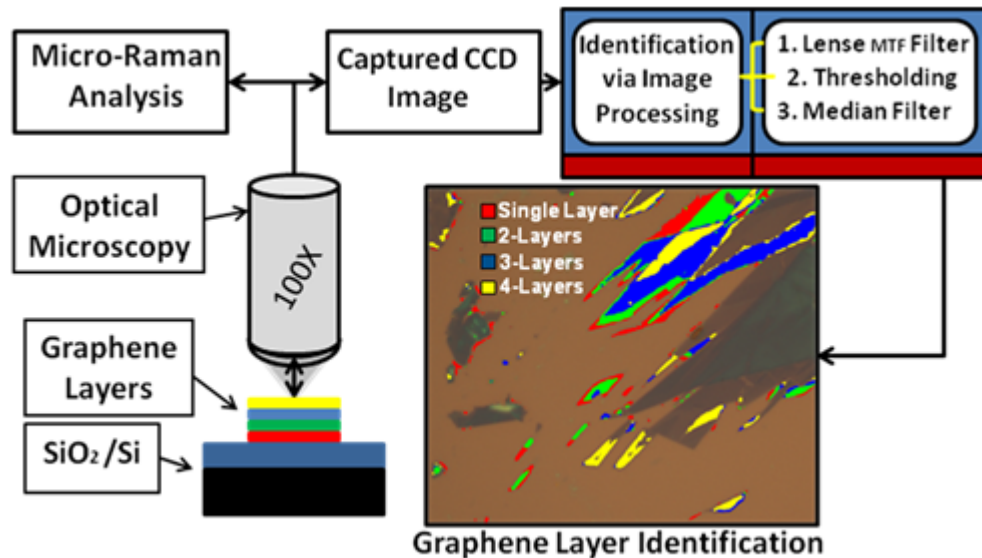 Micro-Raman
Analysis
Captured CCD
Image
Identification
via Image
Processing
1. Lense MTF Filter
2. Thresholding
3. Median Filter
Optical
Microscopy
100X
Single Layer
2-Layers
3-Layers
4-Layers
Graphene
Layers
SiO₂/Si
Graphene Layer Identification